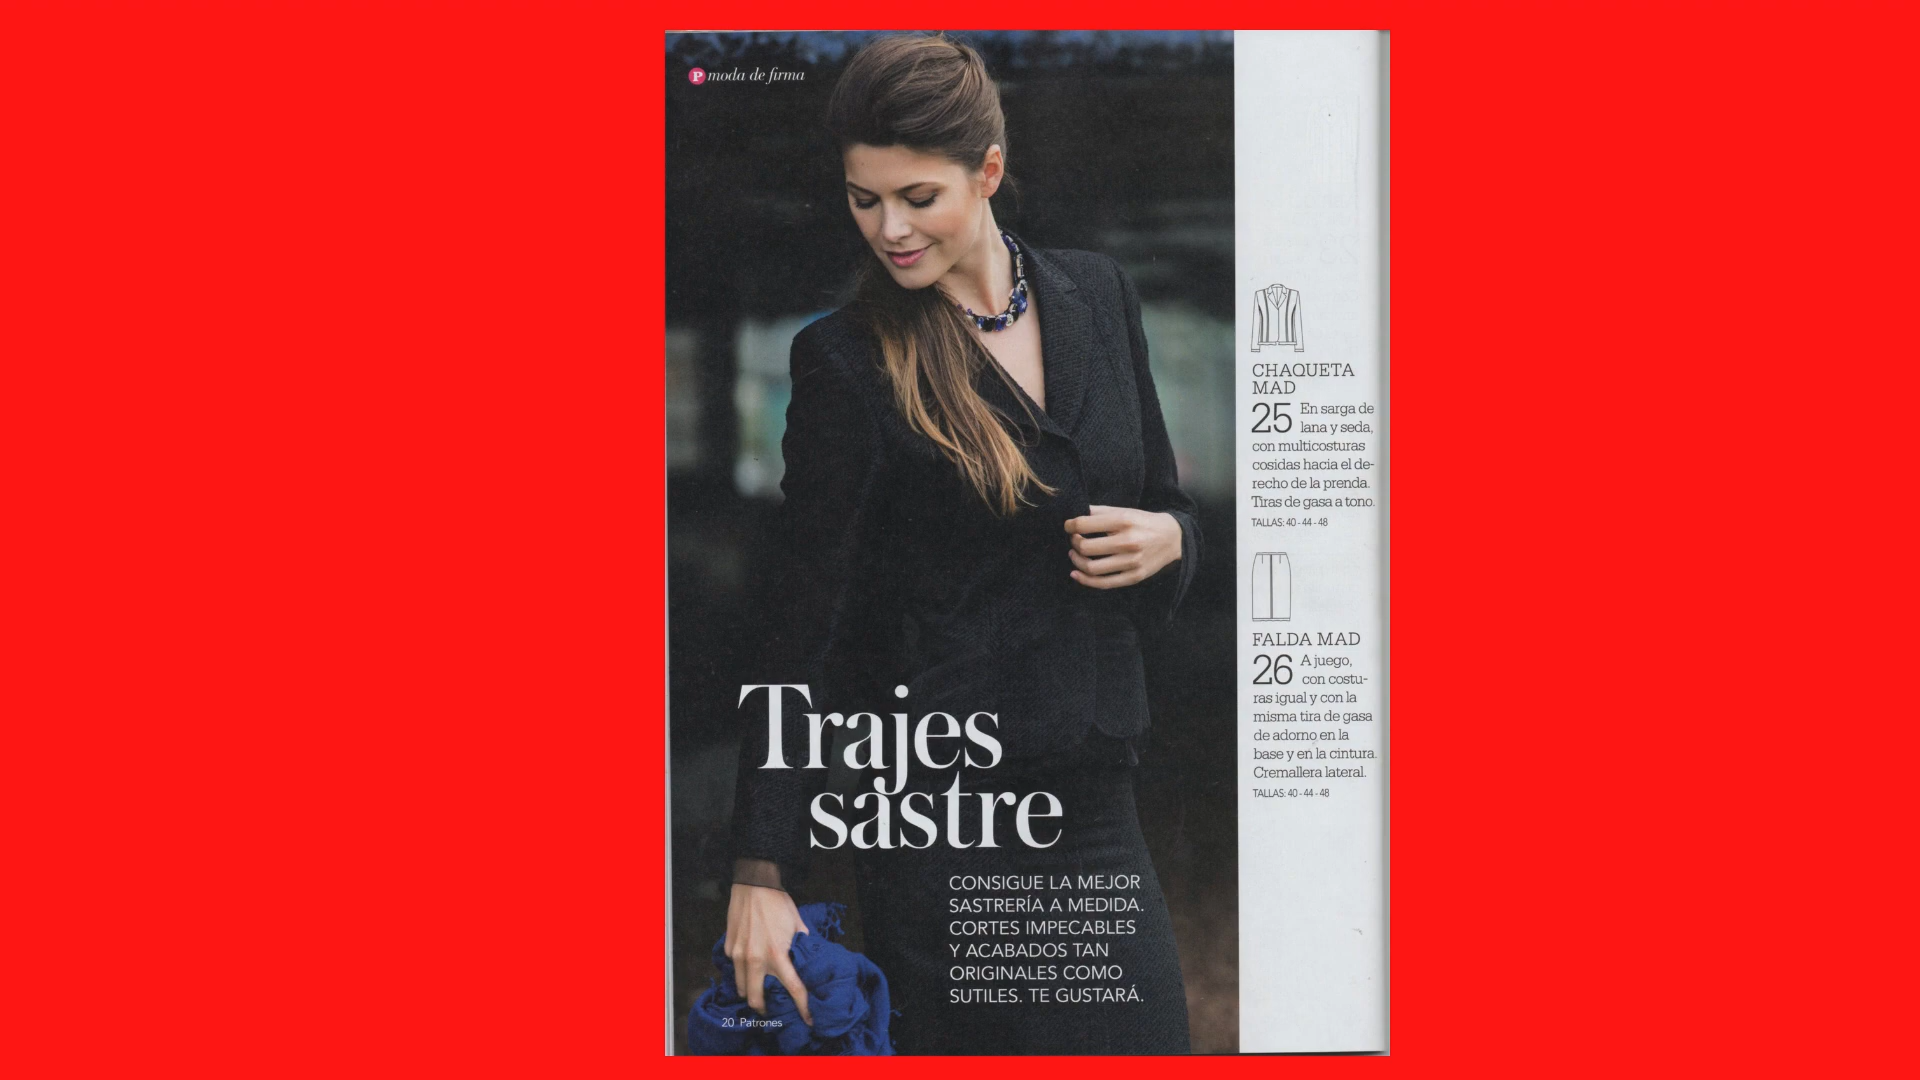 P moda de firma
Trajes
sastre
CONSIGUE LA MEJOR
SASTRERÍA A MEDIDA.
CORTES IMPECABLES
Y ACABADOS TAN
ORIGINALES COMO
SUTILES. TE GUSTARÁ.
20 Patrones
CHAQUETA
MAD
25 En sarga de
lana y seda,
con multicosturas
cosidas hacia el de-
recho de la prenda.
Tiras de gasa a tono.
TALLAS: 40 - 44 - 48
FALDA MAD
26 A juego,
con costu-
ras igual y con la
misma tira de gasa
de adorno en la
base y en la cintura.
Cremallera lateral.
TALLAS: 40 - 44 - 48